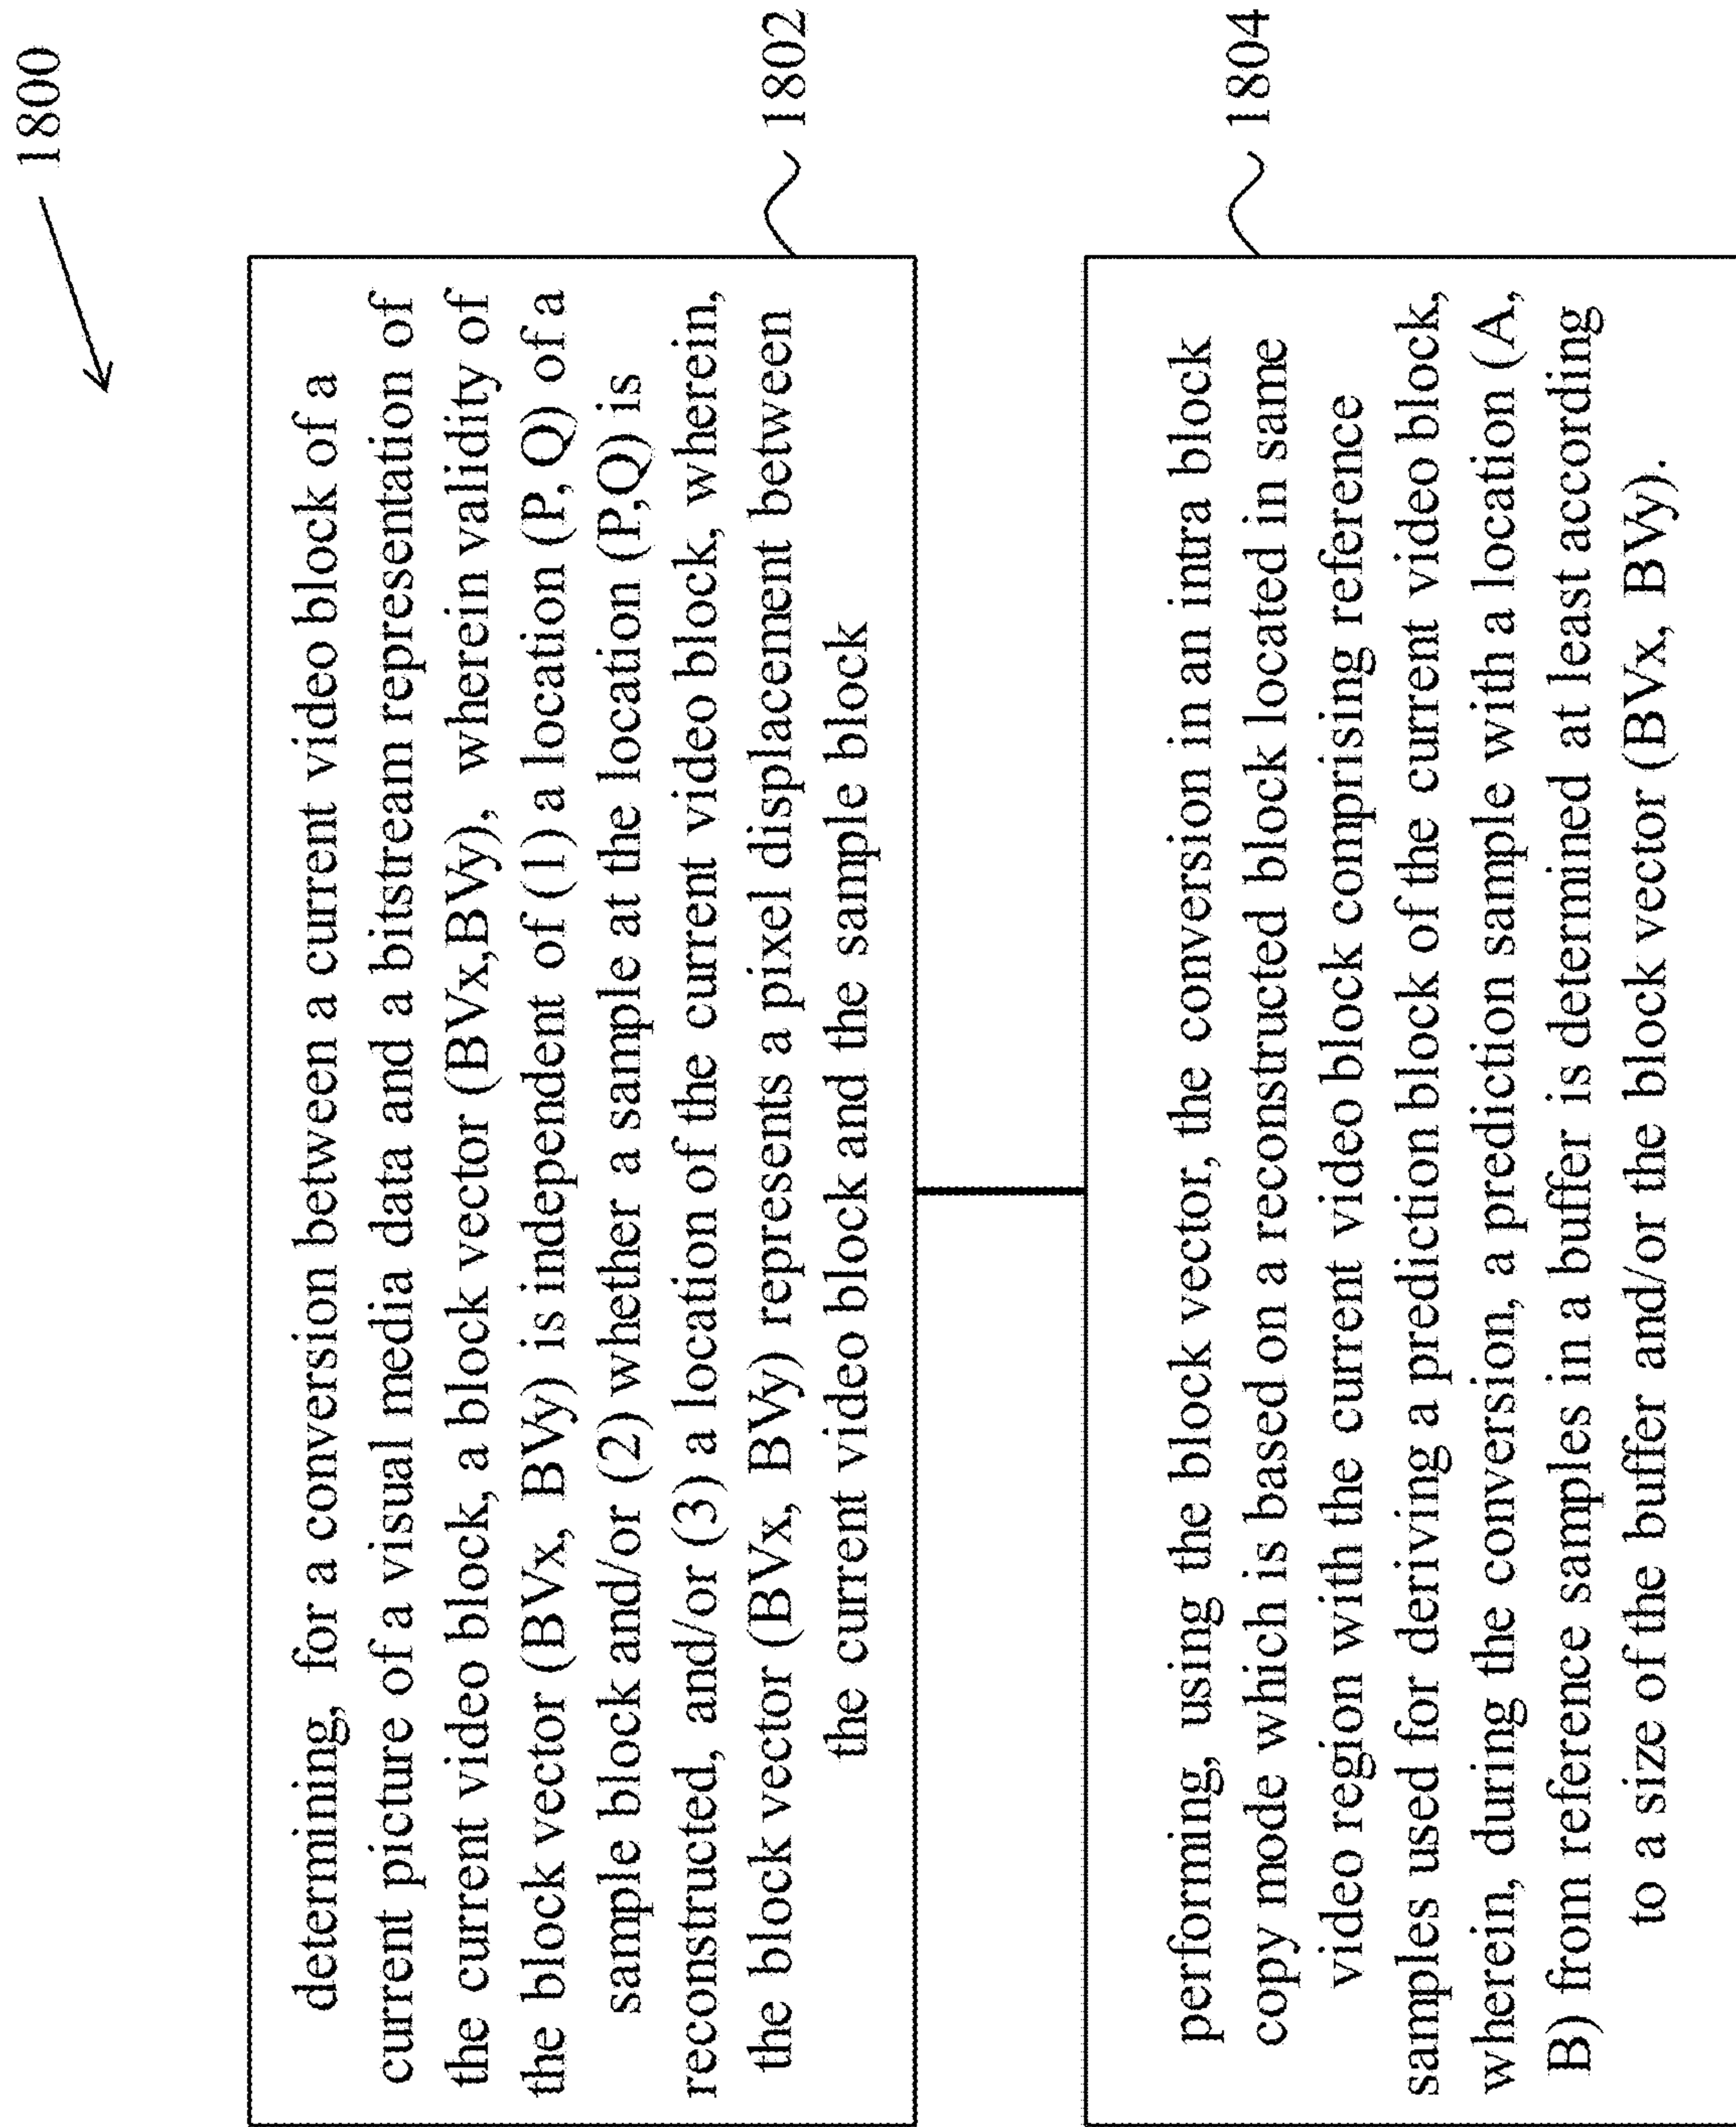 1800
determining, for a conversion between a current video block of a
current picture of a visual media data and a bitstream representation of
the current video block, a block vector (BVx,BVy), wherein validity of
the block vector (BVx, BVy) is independent of (1) a location (P, Q) of a
sample block and/or (2) whether a sample at the location (P,Q) is
reconstructed, and/or (3) a location of the current video block, wherein,
the block vector (BVx, BVy) represents a pixel displacement between
the current video block and the sample block
1802
performing, using the block vector, the conversion in an intra block
copy mode which is based on a reconstructed block located in same
video region with the current video block comprising reference
samples used for deriving a prediction block of the current video block,
wherein, during the conversion, a prediction sample with a location (A,
B) from reference samples in a buffer is determined at least according
to a size of the buffer and/or the block vector (BVx, BVy).
1804